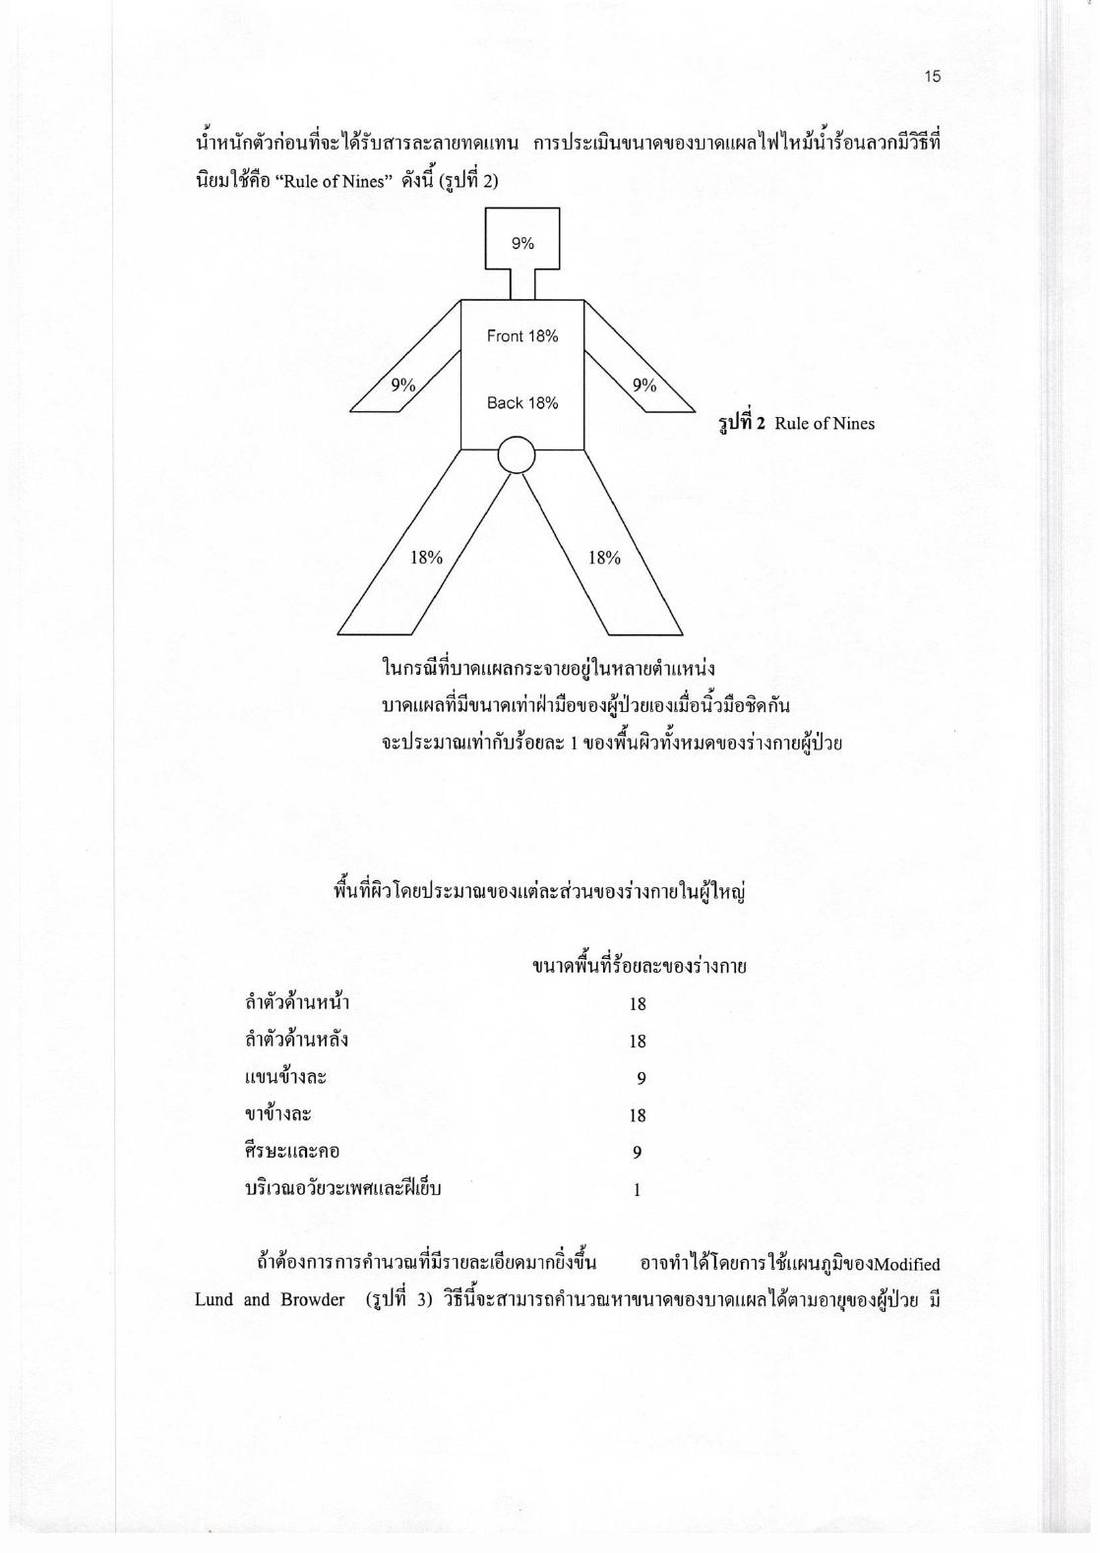 15
น้ำหนักตัวก่อนที่จะได้รับสารละลายทดแทน การประเมินขนาดของบาดแผลไฟไหม้น้ำร้อนลวกมีวิธีที่
นิยมใช้คือ “Rule of Nines” ดังนี้ (รูปที่ 2)
9%
Front 18%
9%
9%
Back 18%
รูปที่ 2 Rule of Nines
18%
18%
ในกรณีที่บาดแผลกระจายอยู่ในหลายตำแหน่ง
บาดแผลที่มีขนาดเท่าฝ่ามือของผู้ป่วยเองเมื่อนิ้วมือชิดกัน
จะประมาณเท่ากับร้อยละ 1 ของพื้นผิวทั้งหมดของร่างกายผู้ป่วย
พื้นที่ผิวโดยประมาณของแต่ละส่วนของร่างกายในผู้ใหญ่
ขนาดพื้นที่ร้อยละของร่างกาย
ลำตัวด้านหน้า 18
ลำตัวด้านหลัง 18
แขนข้างละ 9
ขาข้างละ 18
ศีรษะและคอ 9
บริเวณอวัยวะเพศและฝีเย็บ 1
ถ้าต้องการการคำนวณที่มีรายละเอียดมากยิ่งขึ้น อาจทำได้โดยการใช้แผนภูมิของModified
Lund and Browder (รูปที่ 3) วิธีนี้จะสามารถคำนวณหาขนาดของบาดแผลได้ตามอายุของผู้ป่วย มี